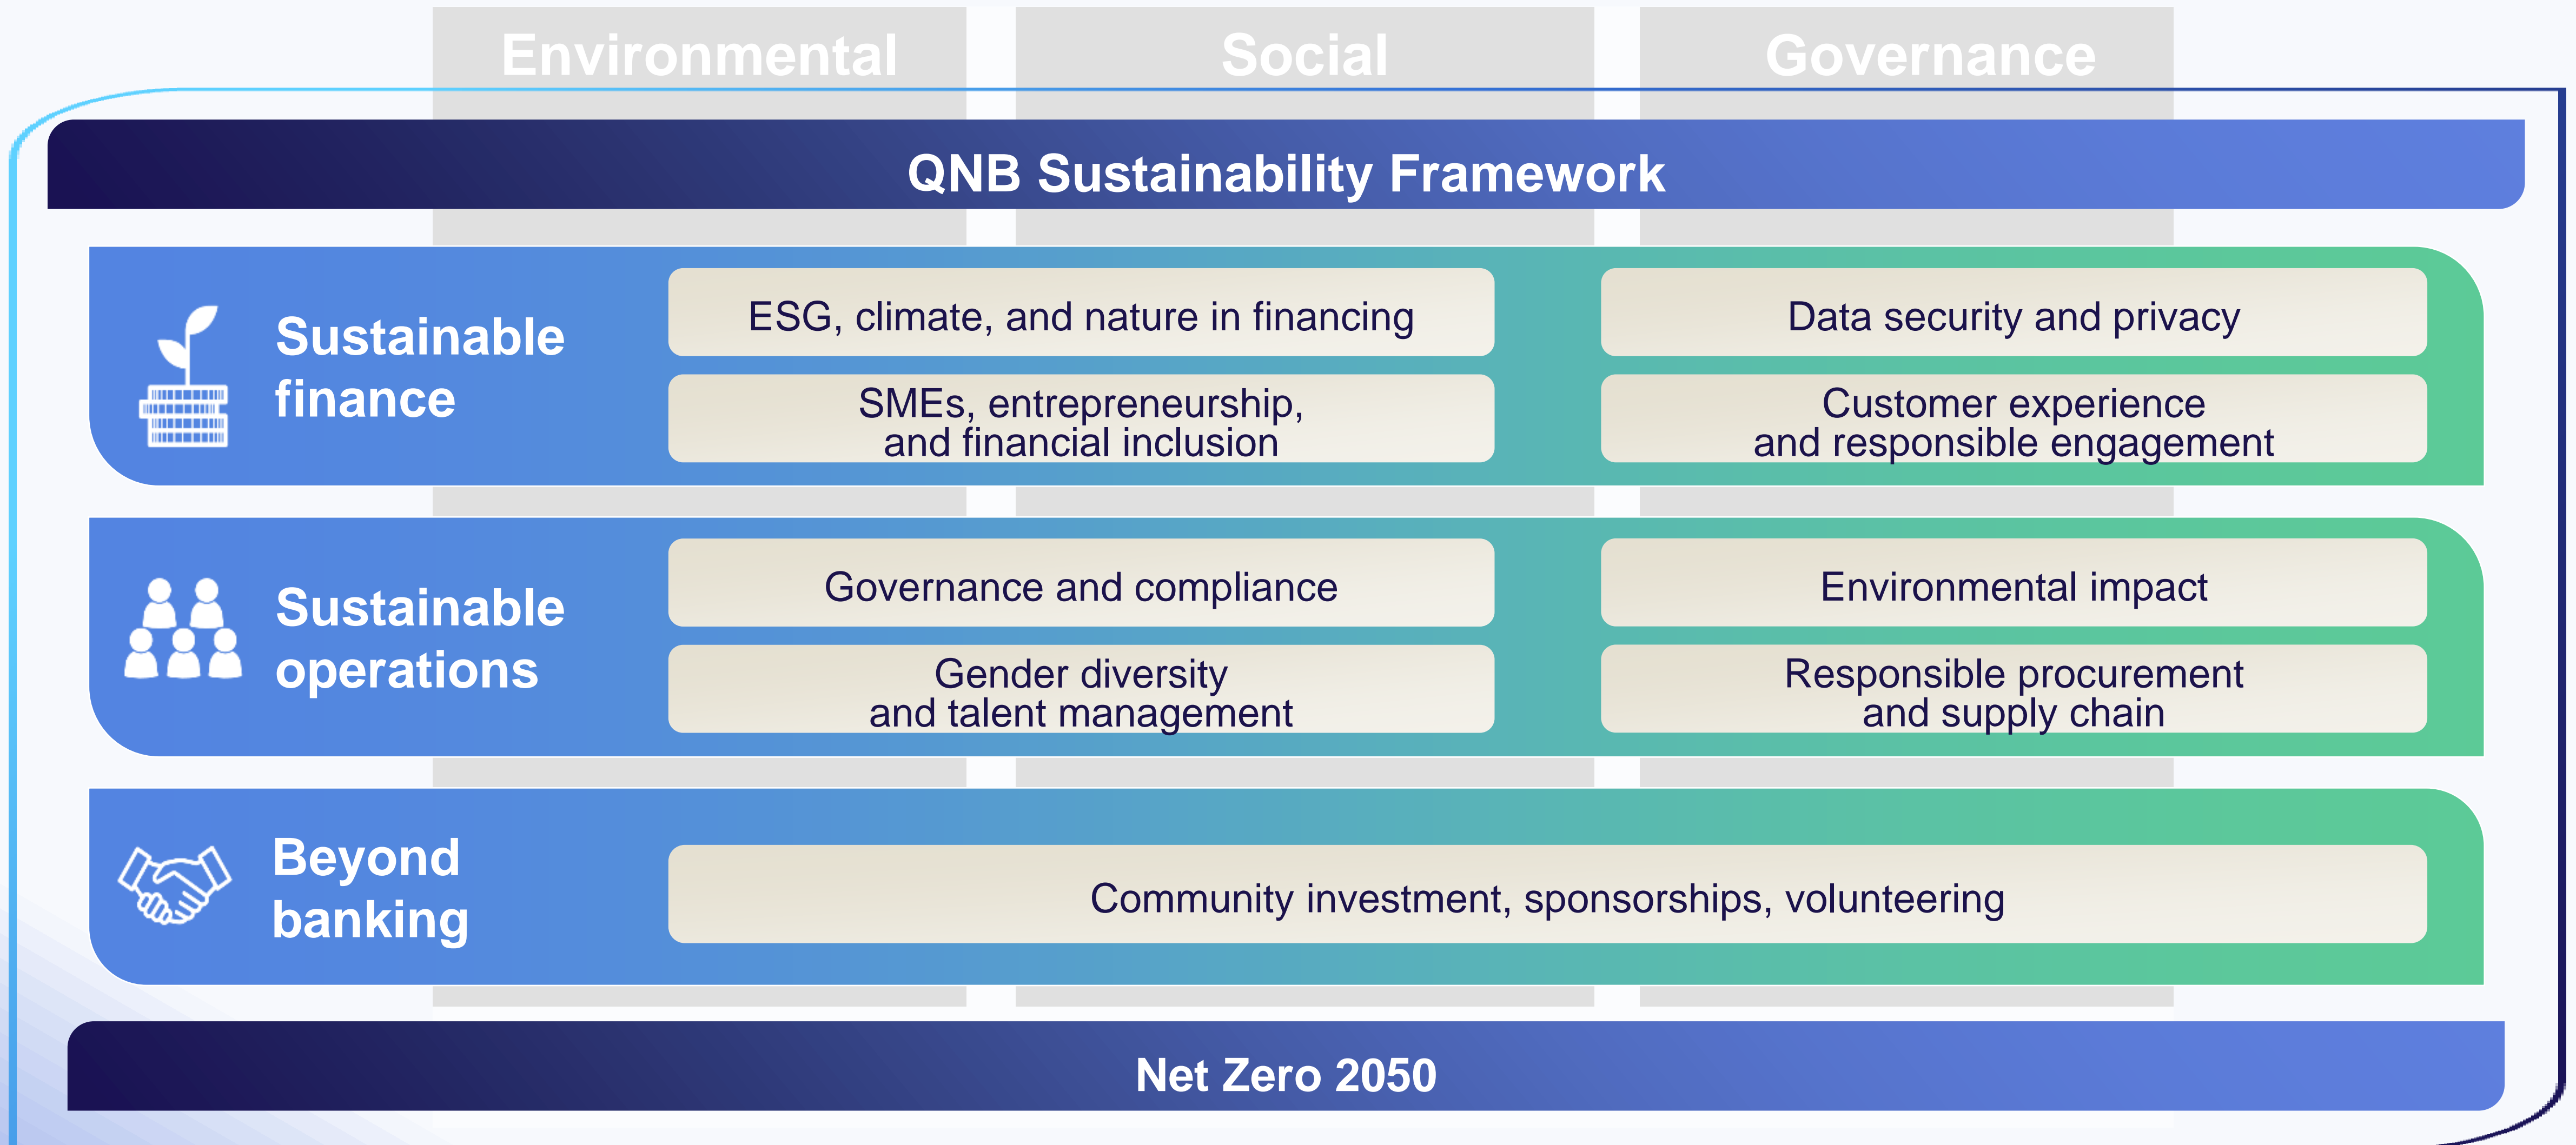 Environmental
Social
Governance
QNB Sustainability Framework
Sustainable
finance
ESG, climate, and nature in financing
Data security and privacy
SMEs, entrepreneurship,
and financial inclusion
Customer experience
and responsible engagement
Sustainable
operations
Governance and compliance
Environmental impact
Gender diversity
and talent management
Responsible procurement
and supply chain
Beyond
banking
Community investment, sponsorships, volunteering
Net Zero 2050